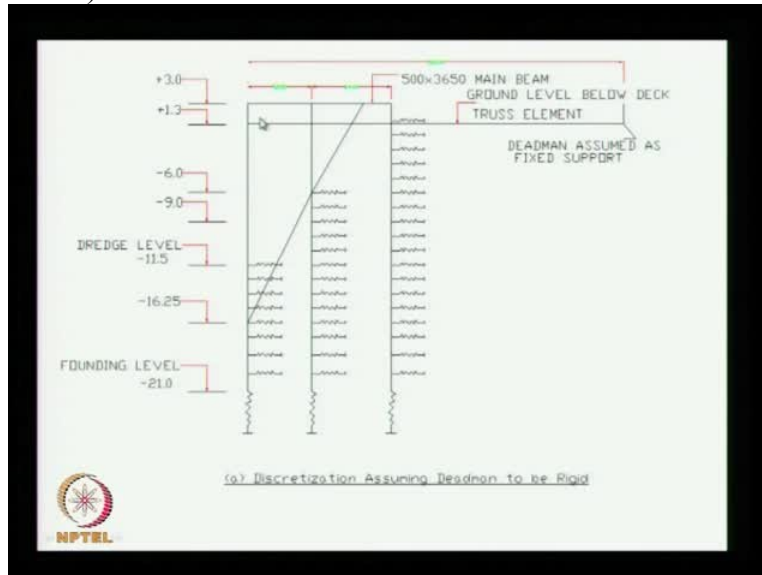 +3.0
500x3650 MAIN BEAM
GROUND LEVEL BELOW DECK
+1.3
TRUSS ELEMENT
DEADMAN ASSUMED AS
FIXED SUPPORT
-6.0
-9.0
DREDGE LEVEL
-11.5
-16.25
FOUNDING LEVEL
-21.0
(a) Discretization Assuming Deadman to be Rigid
NPTEL